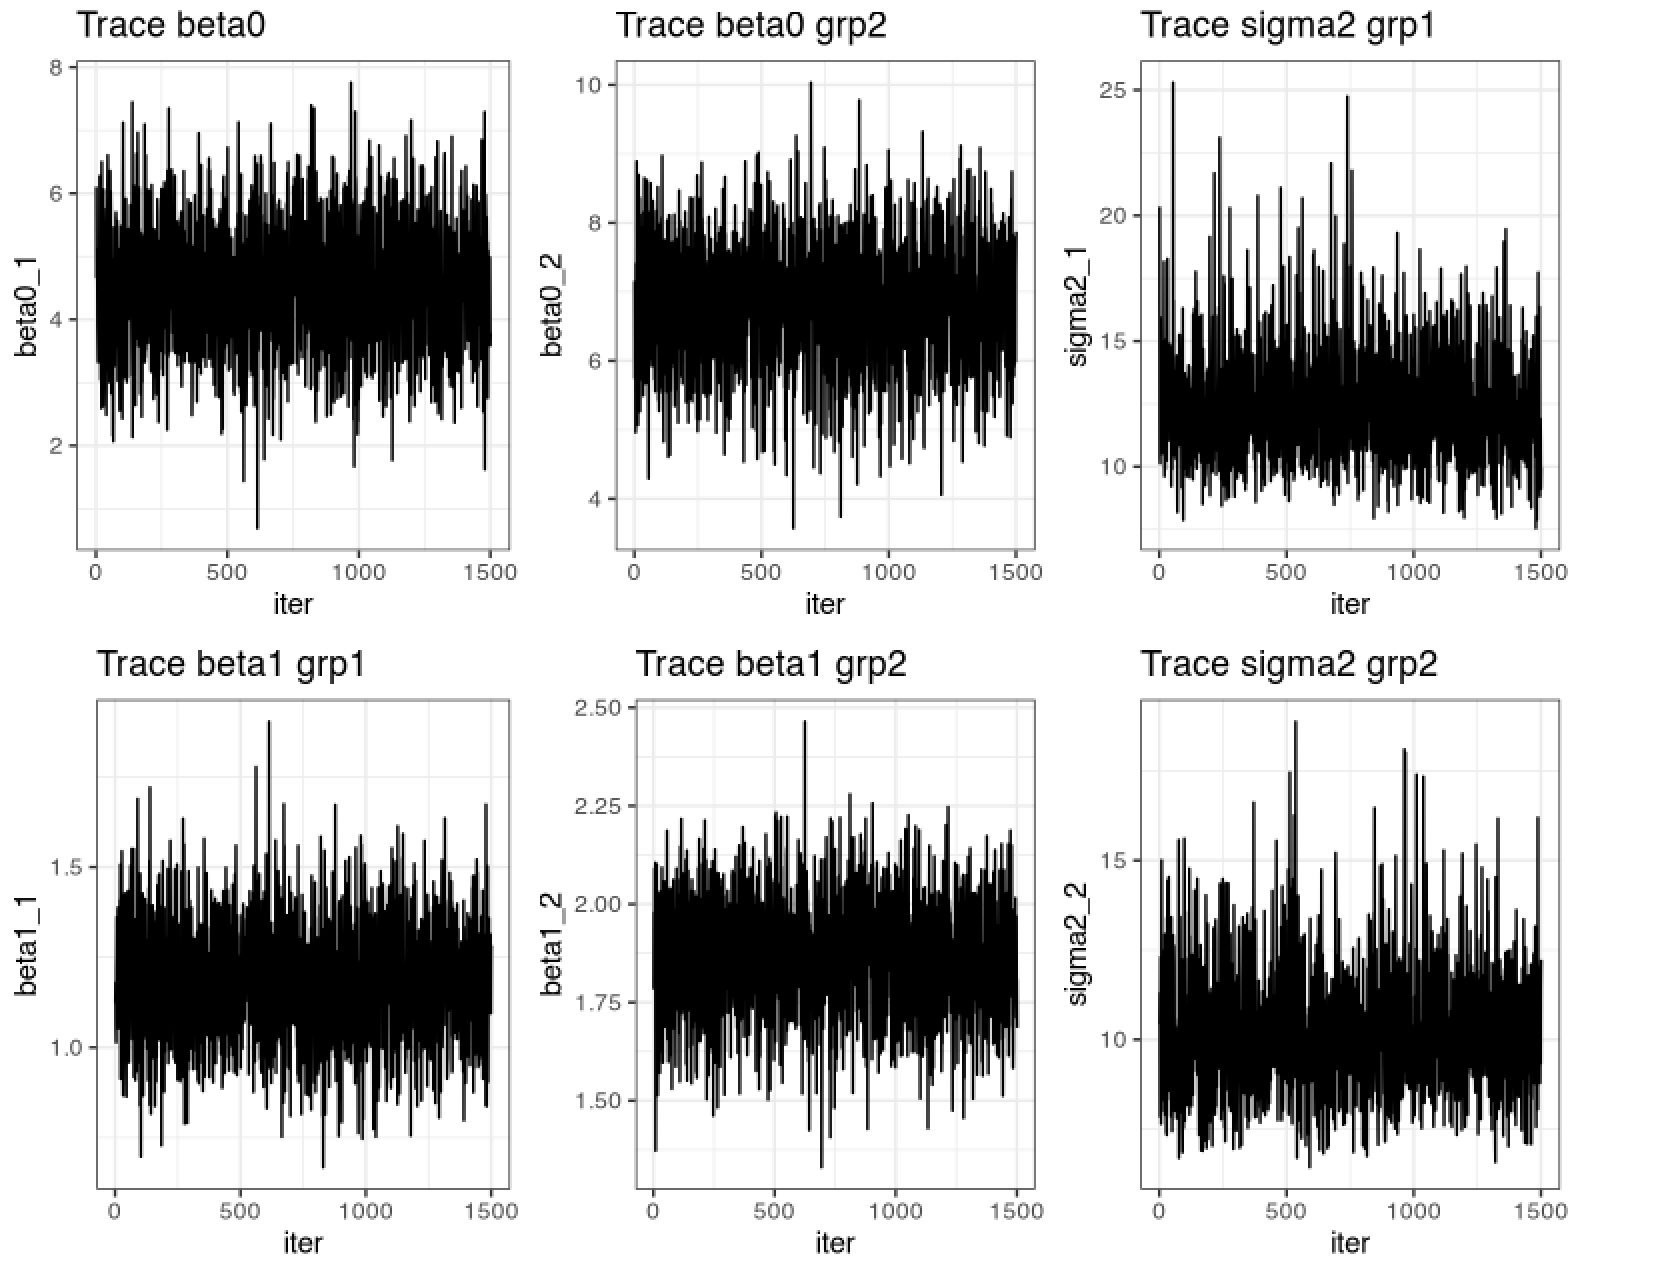 Trace beta0
beta0_1
8
6
4
2
0 500 1000 1500
iter
Trace beta0 grp2
beta0_2
10
8
6
4
0 500 1000 1500
iter
Trace sigma2 grp1
sigma2_1
25
20
15
10
0 500 1000 1500
iter
Trace beta1 grp1
beta1_1
1.5
1.0
0 500 1000 1500
iter
Trace beta1 grp2
beta1_2
2.50
2.25
2.00
1.75
1.50
0 500 1000 1500
iter
Trace sigma2 grp2
sigma2_2
15
10
0 500 1000 1500
iter